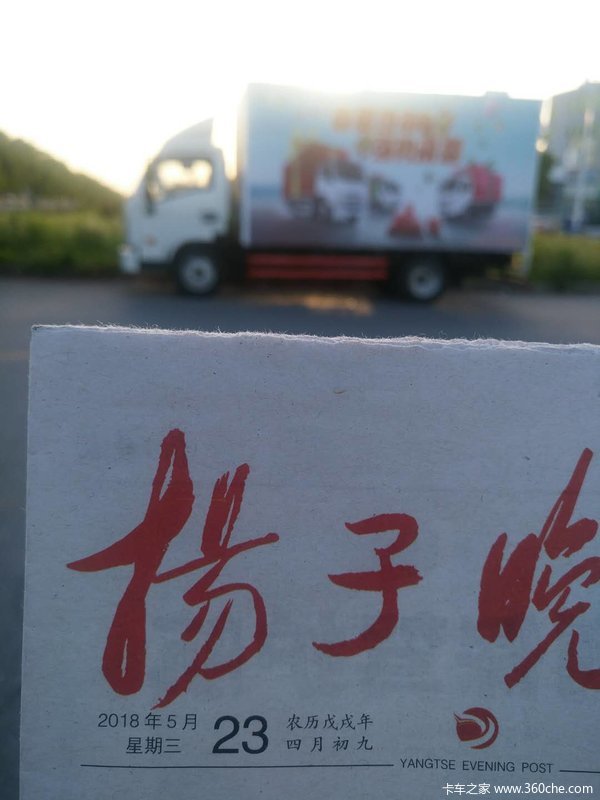 揚子晚
2018年5月
星期三
23
农历戊戌年
四月初九
YANGTSE EVENING POST
卡车之家 www.360che.com